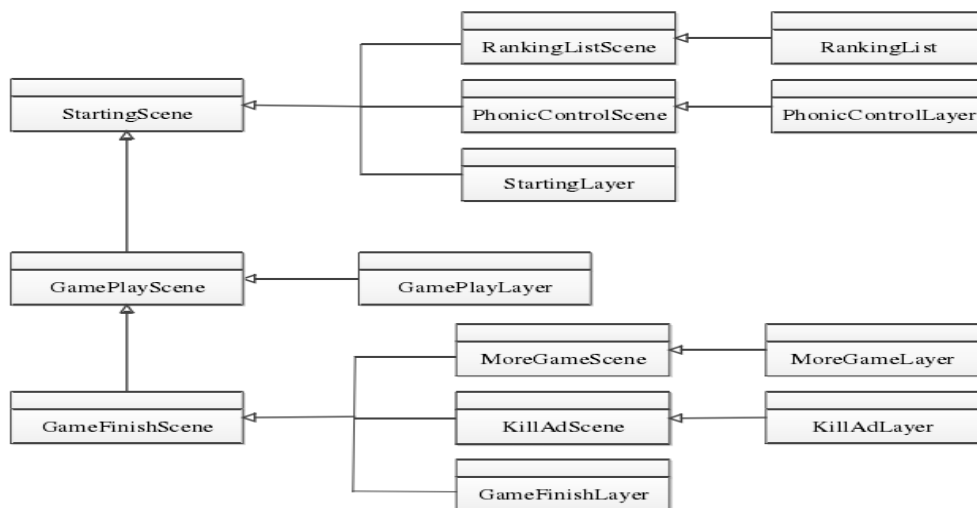 RankingListScene
RankingList
StartingScene
PhonicControlScene
PhonicControlLayer
StartingLayer
GamePlayScene
GamePlayLayer
MoreGameScene
MoreGameLayer
GameFinishScene
KillAdScene
KillAdLayer
GameFinishLayer